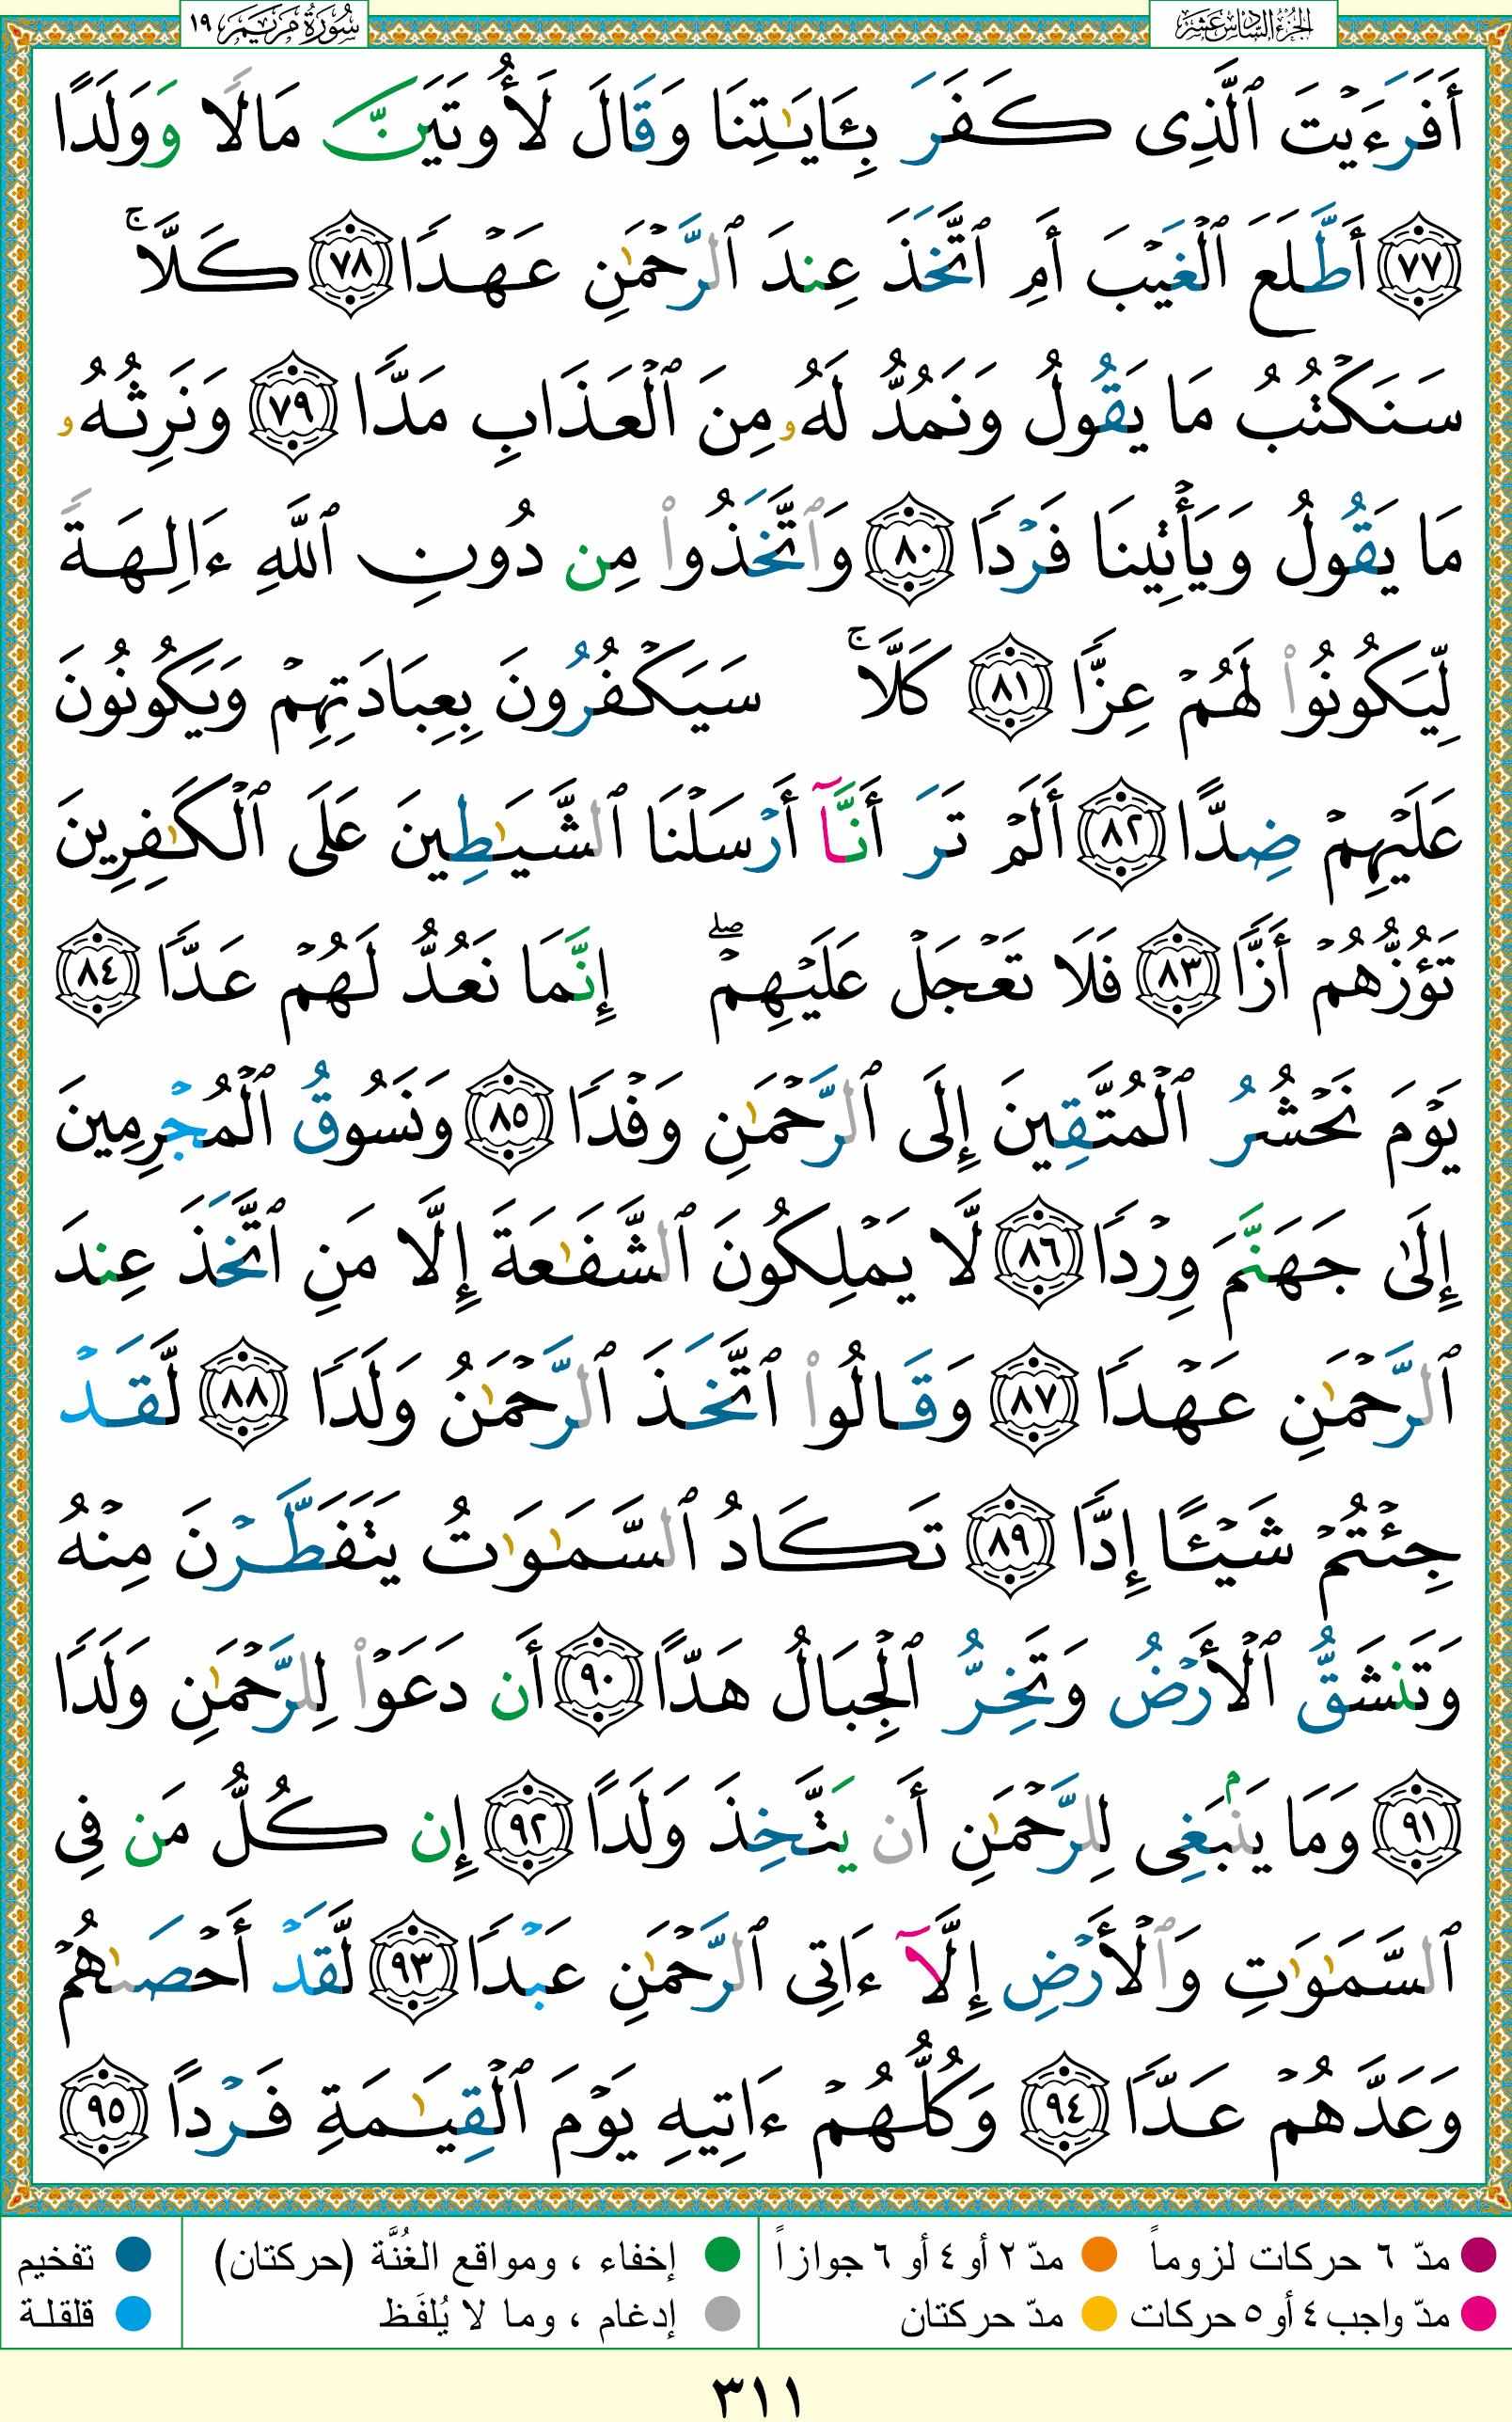 الجزء السادس عشر
سورة مريم ١٩
أَفَرَءَيْتَ ٱلَّذِى كَفَرَ بِـَٔايَـٰتِنَا وَقَالَ لَأُوتَيَنَّ مَالًا وَوَلَدًا
٧٧ أَطَّلَعَ ٱلْغَيْبَ أَمِ ٱتَّخَذَ عِندَ ٱلرَّحْمَـٰنِ عَهْدًا ٧٨ كَلَّا ۚ
سَنَكْتُبُ مَا يَقُولُ وَنَمُدُّ لَهُۥ مِنَ ٱلْعَذَابِ مَدًّا ٧٩ وَنَرِثُهُۥ
مَا يَقُولُ وَيَأْتِينَا فَرْدًا ٨٠ وَٱتَّخَذُوا۟ مِن دُونِ ٱللَّهِ ءَالِهَةً
لِّيَكُونُوا۟ لَهُمْ عِزًّا ٨١ كَلَّا ۚ سَيَكْفُرُونَ بِعِبَادَتِهِمْ وَيَكُونُونَ
عَلَيْهِمْ ضِدًّا ٨٢ أَلَمْ تَرَ أَنَّآ أَرْسَلْنَا ٱلشَّيَـٰطِينَ عَلَى ٱلْكَـٰفِرِينَ
تَؤُزُّهُمْ أَزًّا ٨٣ فَلَا تَعْجَلْ عَلَيْهِمْ ۖ إِنَّمَا نَعُدُّ لَهُمْ عَدًّا ٨٤
يَوْمَ نَحْشُرُ ٱلْمُتَّقِينَ إِلَى ٱلرَّحْمَـٰنِ وَفْدًا ٨٥ وَنَسُوقُ ٱلْمُجْرِمِينَ
إِلَىٰ جَهَنَّمَ وِرْدًا ٨٦ لَّا يَمْلِكُونَ ٱلشَّفَـٰعَةَ إِلَّا مَنِ ٱتَّخَذَ عِندَ
ٱلرَّحْمَـٰنِ عَهْدًا ٨٧ وَقَالُوا۟ ٱتَّخَذَ ٱلرَّحْمَـٰنُ وَلَدًا ٨٨ لَّقَدْ
جِئْتُمْ شَيْـًٔا إِدًّا ٨٩ تَكَادُ ٱلسَّمَـٰوَٰتُ يَتَفَطَّرْنَ مِنْهُ
وَتَنشَقُّ ٱلْأَرْضُ وَتَخِرُّ ٱلْجِبَالُ هَدًّا ٩٠ أَن دَعَوْا۟ لِلرَّحْمَـٰنِ وَلَدًا
٩١ وَمَا يَنۢبَغِى لِلرَّحْمَـٰنِ أَن يَتَّخِذَ وَلَدًا ٩٢ إِن كُلُّ مَن فِى
ٱلسَّمَـٰوَٰتِ وَٱلْأَرْضِ إِلَّآ ءَاتِى ٱلرَّحْمَـٰنِ عَبْدًا ٩٣ لَّقَدْ أَحْصَىٰهُمْ
وَعَدَّهُمْ عَدًّا ٩٤ وَكُلُّهُمْ ءَاتِيهِ يَوْمَ ٱلْقِيَـٰمَةِ فَرْدًا ٩٥
مدّ ٦ حركات لزوماً مدّ ٢ أو ٤ أو ٦ جوازاً إخفاء ، ومواقع الغُنَّة (حركتان) تفخيم
مدّ واجب ٤ أو ٥ حركات مدّ حركتان إدغام ، وما لا يُلفَظ قلقلة
٣١١